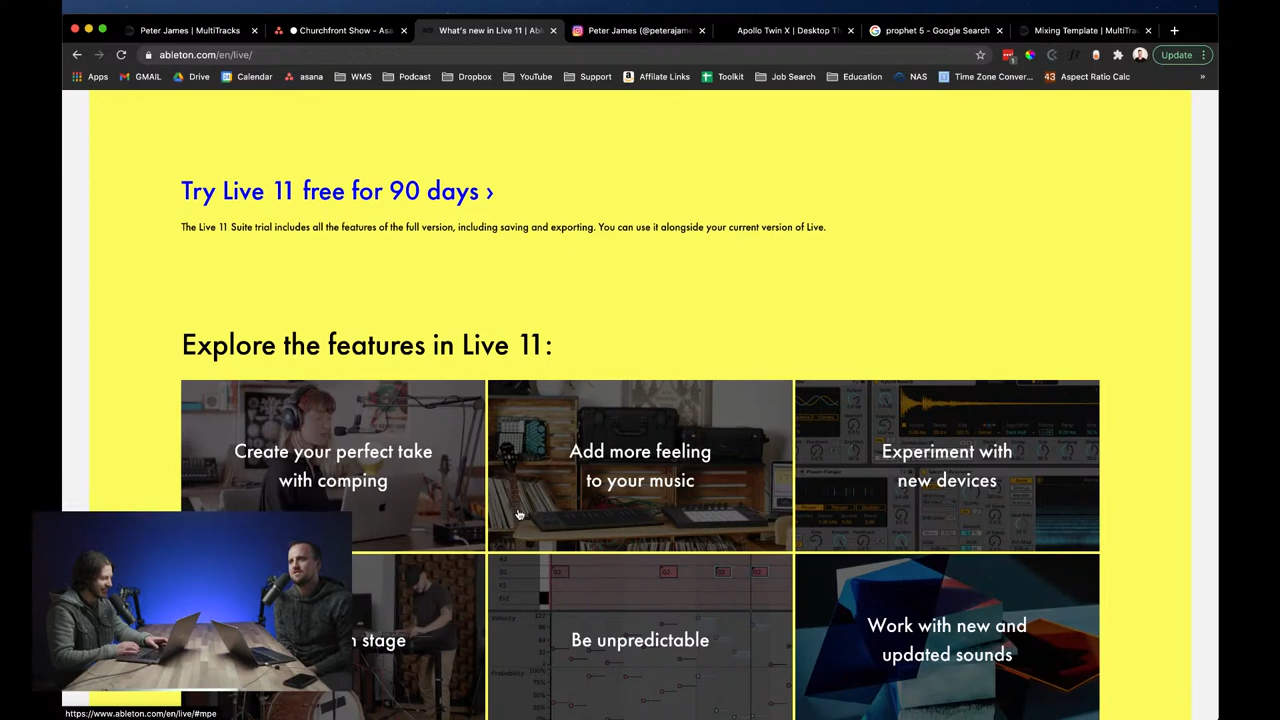 Peter James | MultiTracks
Churchfront Show - Asa
What's new in Live 11 | Abl
Peter James (@peterajame
Apollo Twin X | Desktop Th
prophet 5 - Google Search
Mixing Template | MultiTrac
ableton.com/en/live/
Update
Apps
GMAIL
Drive
Calendar
asana
WMS
Podcast
Dropbox
YouTube
Support
Affilate Links
Toolkit
Job Search
Education
NAS
Time Zone Conver...
43 Aspect Ratio Calc
Try Live 11 free for 90 days ›
The Live 11 Suite trial includes all the features of the full version, including saving and exporting. You can use it alongside your current version of Live.
Explore the features in Live 11:
Create your perfect take
with comping
Add more feeling
to your music
Experiment with
new devices
n stage
Be unpredictable
Work with new and
updated sounds
https://www.ableton.com/en/live/#mpe